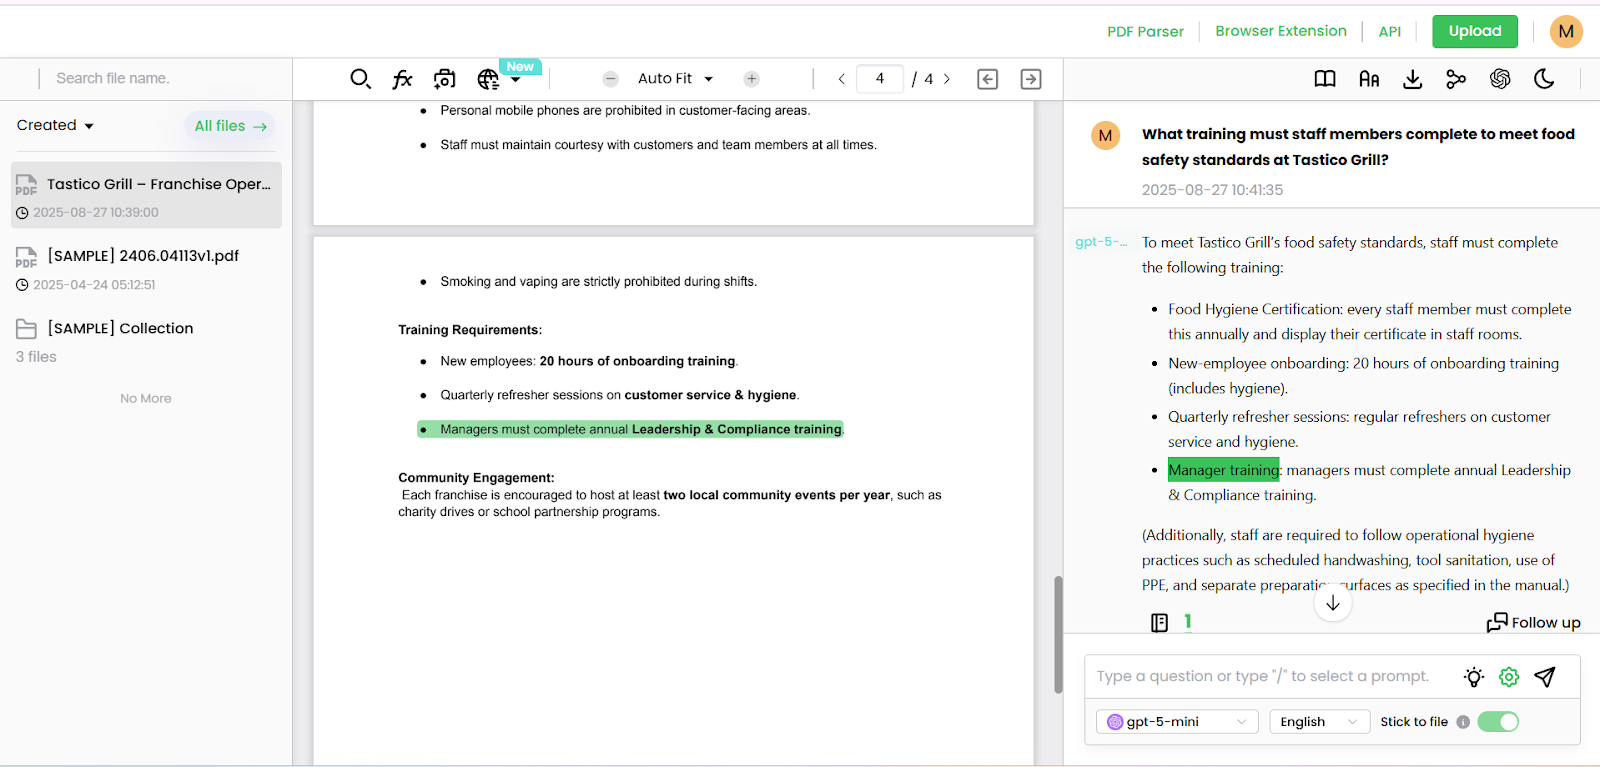 PDF Parser
Browser Extension
API
Upload
M
Search file name.
New
Auto Fit
4 / 4
Created
All files →
Tastico Grill – Franchise Oper...
2025-08-27 10:39:00
[SAMPLE] 2406.04113v1.pdf
2025-04-24 05:12:51
[SAMPLE] Collection
3 files
No More
● Personal mobile phones are prohibited in customer-facing areas.
● Staff must maintain courtesy with customers and team members at all times.
● Smoking and vaping are strictly prohibited during shifts.
Training Requirements:
● New employees: 20 hours of onboarding training.
● Quarterly refresher sessions on customer service & hygiene.
● Managers must complete annual Leadership & Compliance training.
Community Engagement:
Each franchise is encouraged to host at least two local community events per year, such as
charity drives or school partnership programs.
M
What training must staff members complete to meet food
safety standards at Tastico Grill?
2025-08-27 10:41:35
gpt-5-...
To meet Tastico Grill's food safety standards, staff must complete
the following training:
• Food Hygiene Certification: every staff member must complete
this annually and display their certificate in staff rooms.
• New-employee onboarding: 20 hours of onboarding training
(includes hygiene).
• Quarterly refresher sessions: regular refreshers on customer
service and hygiene.
• Manager training: managers must complete annual Leadership
& Compliance training.
(Additionally, staff are required to follow operational hygiene
practices such as scheduled handwashing, tool sanitation, use of
PPE, and separate preparation surfaces as specified in the manual.)
1
Follow up
Type a question or type "/" to select a prompt.
gpt-5-mini
English
Stick to file